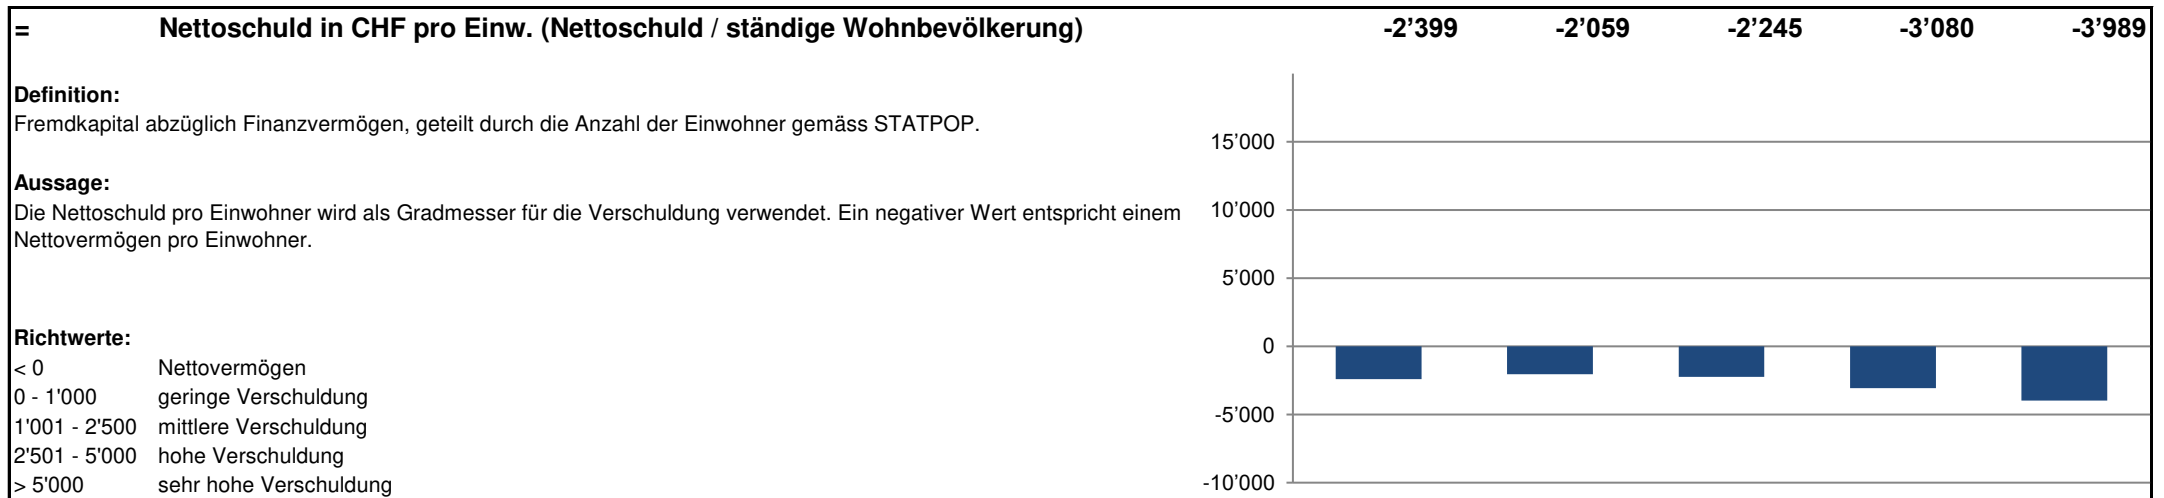 = Nettoschuld in CHF pro Einw. (Nettoschuld / ständige Wohnbevölkerung) -2’399 -2’059 -2’245 -3’080 -3’989
Definition:
Fremdkapital abzüglich Finanzvermögen, geteilt durch die Anzahl der Einwohner gemäss STATPOP.
Aussage:
Die Nettoschuld pro Einwohner wird als Gradmesser für die Verschuldung verwendet. Ein negativer Wert entspricht einem
Nettovermögen pro Einwohner.
Richtwerte:
< 0 Nettovermögen
0 - 1'000 geringe Verschuldung
1'001 - 2'500 mittlere Verschuldung
2'501 - 5'000 hohe Verschuldung
> 5'000 sehr hohe Verschuldung
15’000
10’000
5’000
0
-5’000
-10’000